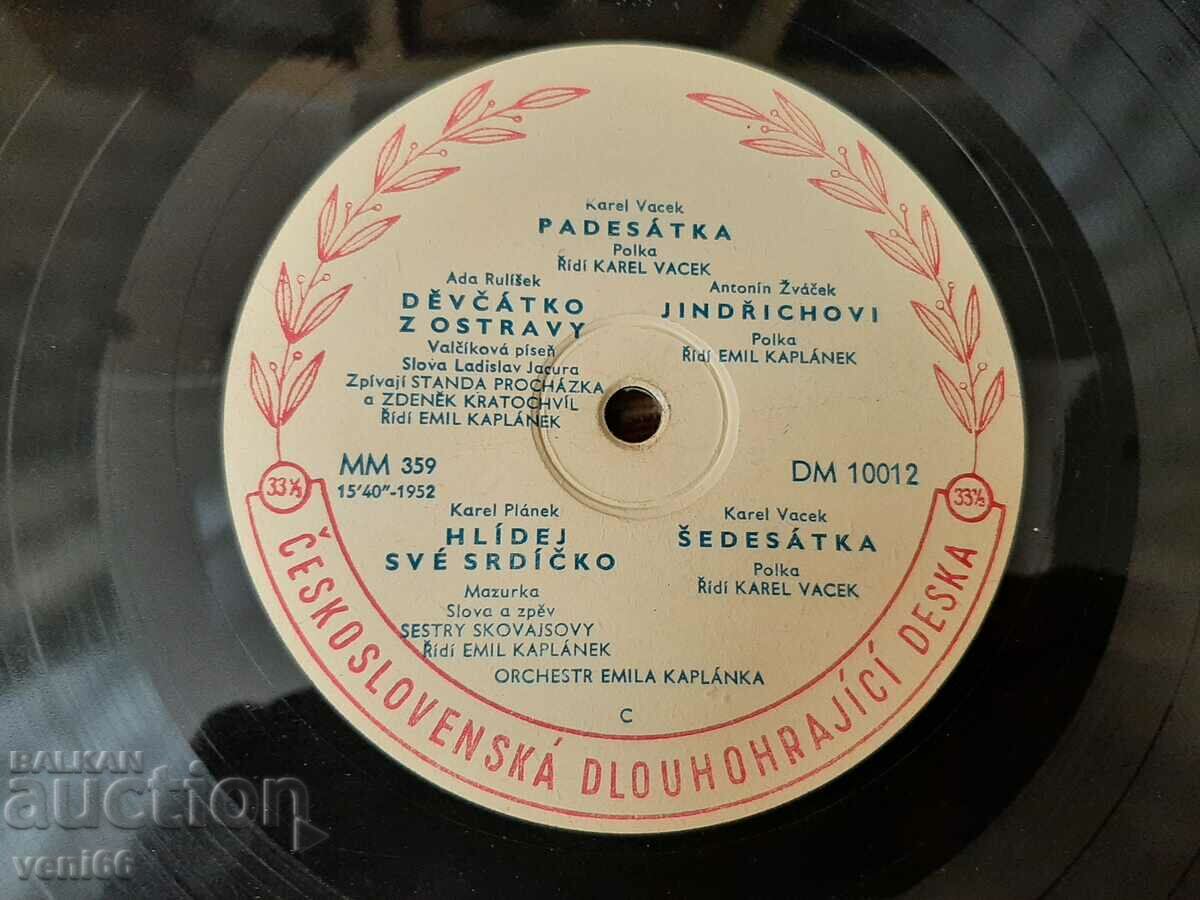 Karel Vacek
PADESÁTKA
Polka
Řídí KAREL VACEK
Ada Rulíšek
DĚVČÁTKO
Z OSTRAVY
Valčíková píseň
Slova Ladislav Jacura
Zpívají STANDA PROCHÁZKA
a ZDENĚK KRATOCHVÍL
Řídí EMIL KAPLÁNEK
Antonín Žváček
JINDŘICHOVI
Polka
Řídí EMIL KAPLÁNEK
MM 359
15'40"-1952
DM 10012
Karel Plánek
HLÍDEJ
SVÉ SRDÍČKO
Mazurka
Slova a zpěv
SESTRY SKOVAJSOVY
Řídí EMIL KAPLÁNEK
Karel Vacek
ŠEDESÁTKA
Polka
Řídí KAREL VACEK
ORCHESTR EMILA KAPLÁNKA
C
33⅓
ČESKOSLOVENSKÁ DLOUHOHRAJÍCÍ DESKA
33⅓
BALKAN
auction
veni66